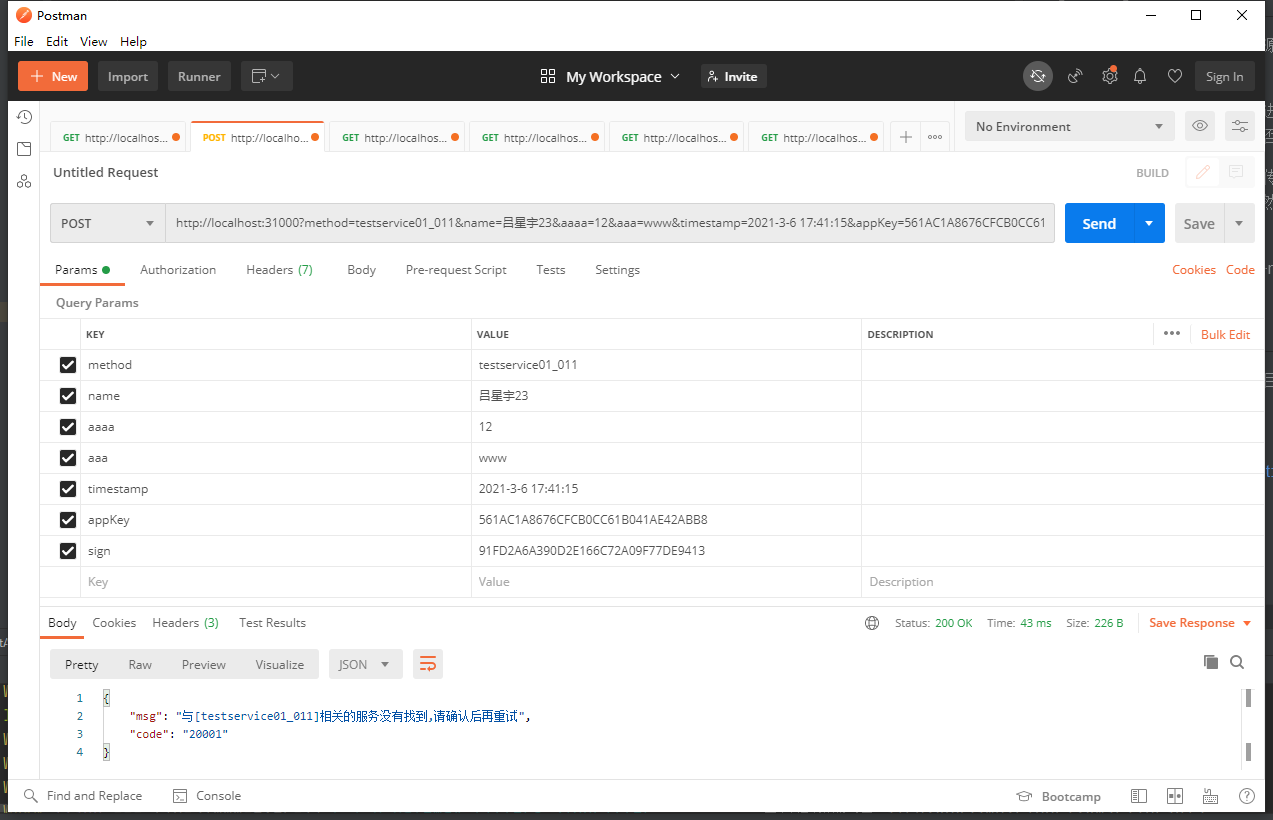 Postman
File Edit View Help
New Import Runner My Workspace Invite Sign In
GET http://localhos... POST http://localho... GET http://localhos... GET http://localhos... GET http://localhos... GET http://localhos... No Environment
Untitled Request BUILD
POST http://localhost:31000?method=testservice01_011&name=吕星宇23&aaaa=12&aaa=www&timestamp=2021-3-6 17:41:15&appKey=561AC1A8676CFCB0CC61 Send Save
Params Authorization Headers (7) Body Pre-request Script Tests Settings Cookies Code
Query Params
KEY VALUE DESCRIPTION Bulk Edit
method testservice01_011
name 吕星宇23
aaaa 12
aaa www
timestamp 2021-3-6 17:41:15
appKey 561AC1A8676CFCB0CC61B041AE42ABB8
sign 91FD2A6A390D2E166C72A09F77DE9413
Key Value Description
Body Cookies Headers (3) Test Results Status: 200 OK Time: 43 ms Size: 226 B Save Response
Pretty Raw Preview Visualize JSON
1 {
2 "msg": "与[testservice01_011]相关的服务没有找到,请确认后再重试",
3 "code": "20001"
4 }
Find and Replace Console Bootcamp